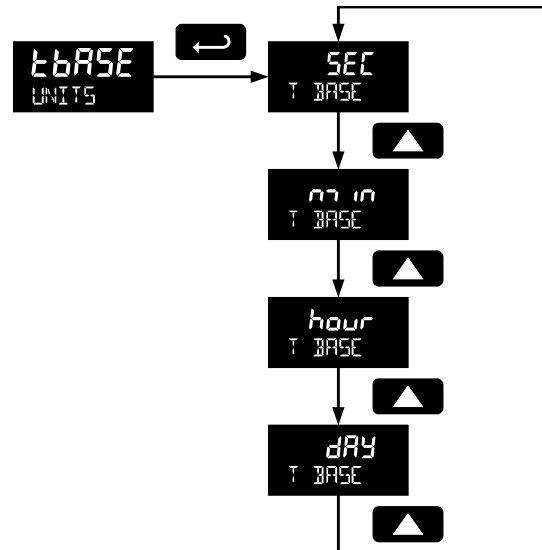 tbASE
UNITS
SEC
T BASE
min
T BASE
hour
T BASE
dAY
T BASE